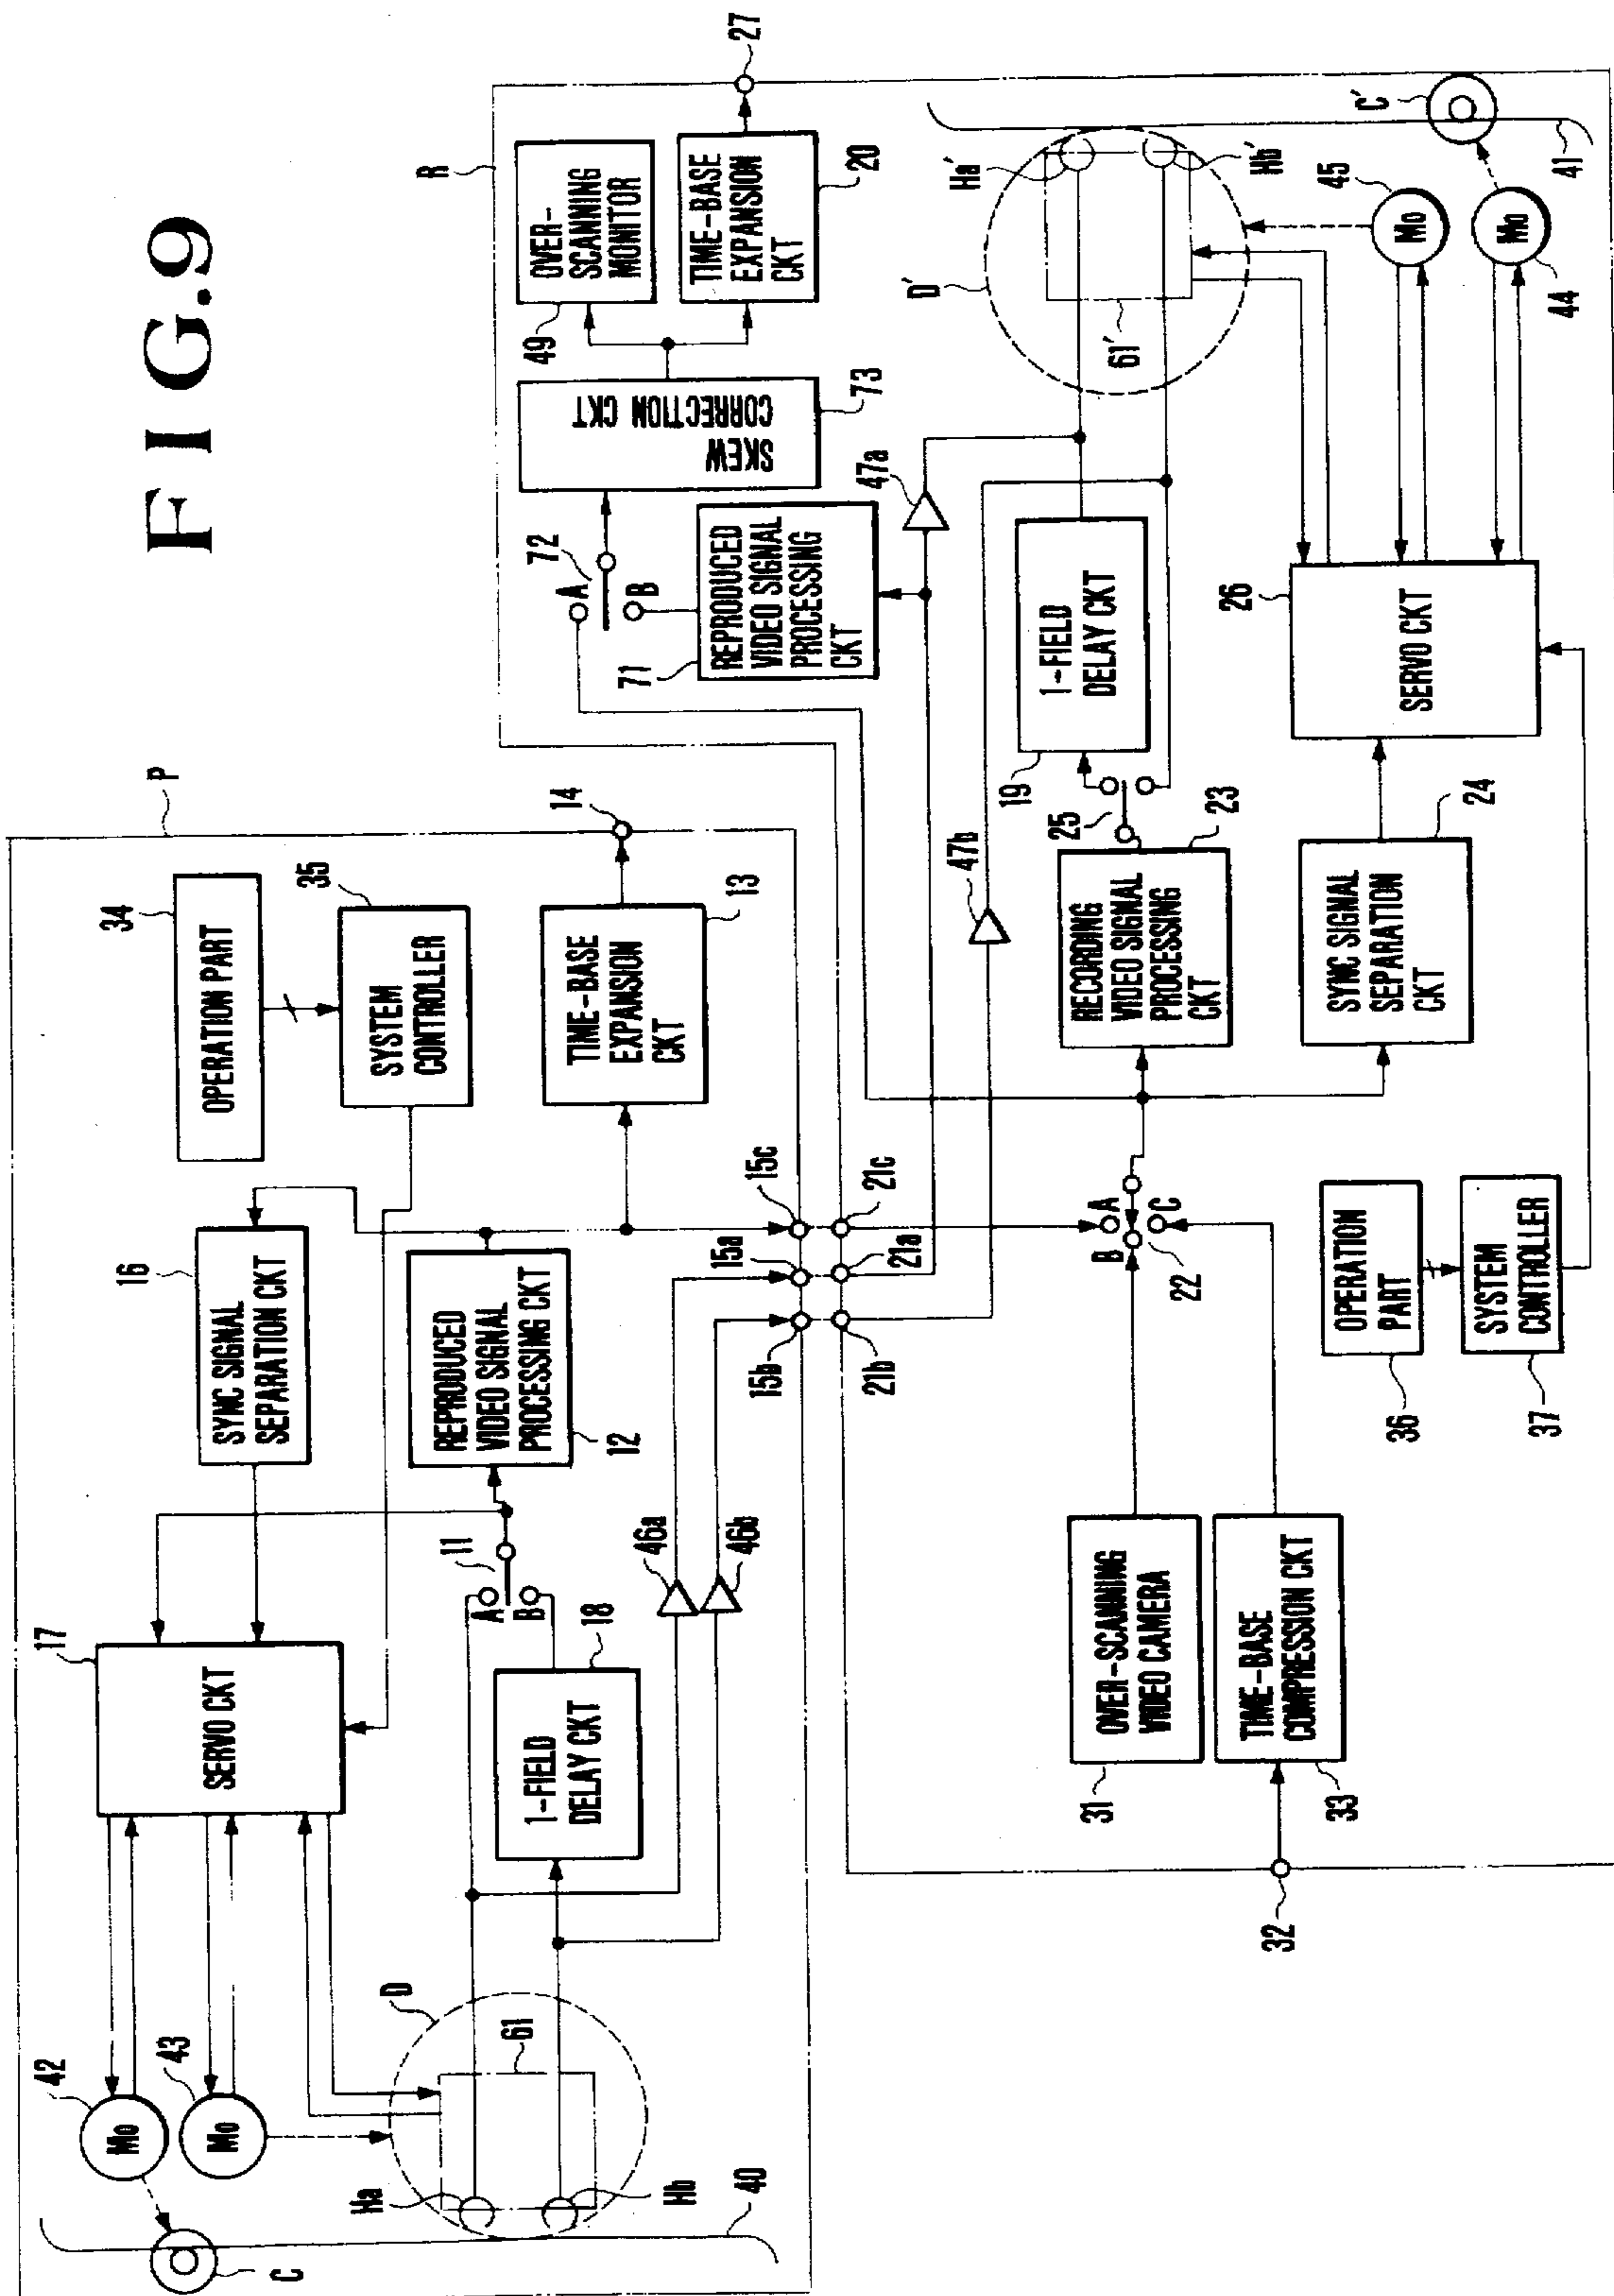 FIG.9
P
34
OPERATION PART
35
SYSTEM
CONTROLLER
14
TIME-BASE
EXPANSION
CKT
13
16
SYNC SIGNAL
SEPARATION CKT
REPRODUCED
VIDEO SIGNAL
PROCESSING CKT
12
15c
15a
15b
17
SERVO CKT
11
A
B
1-FIELD
DELAY CKT
18
46a
46b
42
Mo
43
Mo
D
61
Ha
Hb
40
C
R
27
OVER-
SCANNING
MONITOR
49
TIME-BASE
EXPANSION
CKT
20
SKEW
CORRECTION CKT
73
72
A
B
REPRODUCED
VIDEO SIGNAL
PROCESSING
CKT
71
47a
47b
1-FIELD
DELAY CKT
19
25
RECORDING
VIDEO SIGNAL
PROCESSING
CKT
23
SYNC SIGNAL
SEPARATION
CKT
24
26
SERVO CKT
D'
61'
Ha'
Hb'
45
Mo
Mo
44
C'
41
21c
21a
21b
A
B
C
22
OPERATION
PART
36
SYSTEM
CONTROLLER
37
OVER-SCANNING
VIDEO CAMERA
31
TIME-BASE
COMPRESSION CKT
33
32